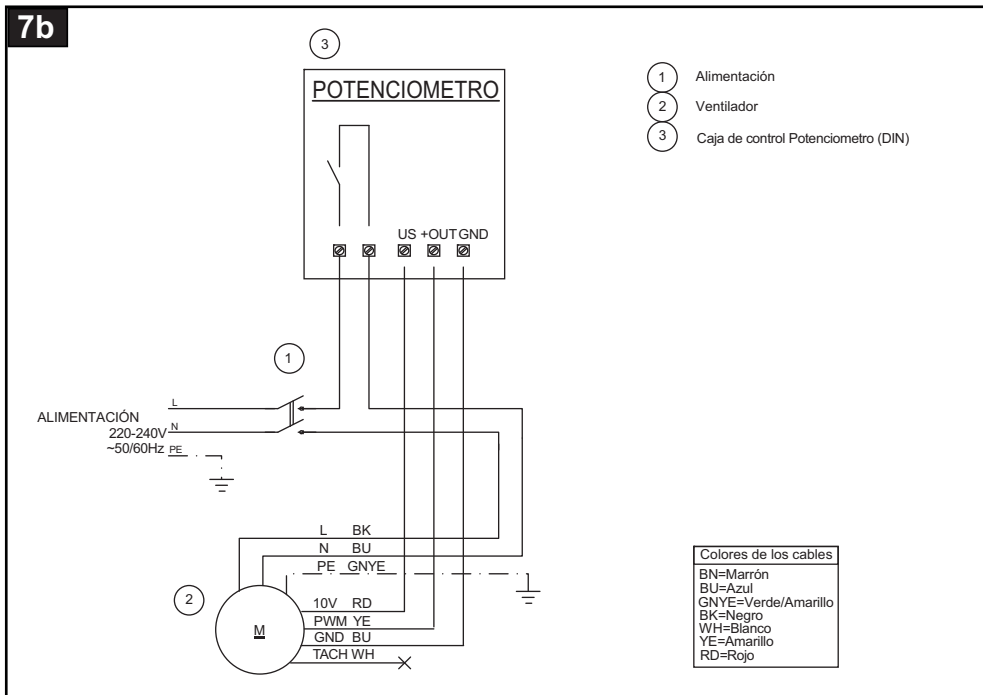 7b
3
POTENCIOMETRO
US +OUT GND
1 Alimentación
2 Ventilador
3 Caja de control Potenciometro (DIN)
1
ALIMENTACIÓN
220-240V
~50/60Hz
L
N
PE
L BK
N BU
PE GNYE
2
M
10V RD
PWM YE
GND BU
TACH WH
Colores de los cables
BN=Marrón
BU=Azul
GNYE=Verde/Amarillo
BK=Negro
WH=Blanco
YE=Amarillo
RD=Rojo